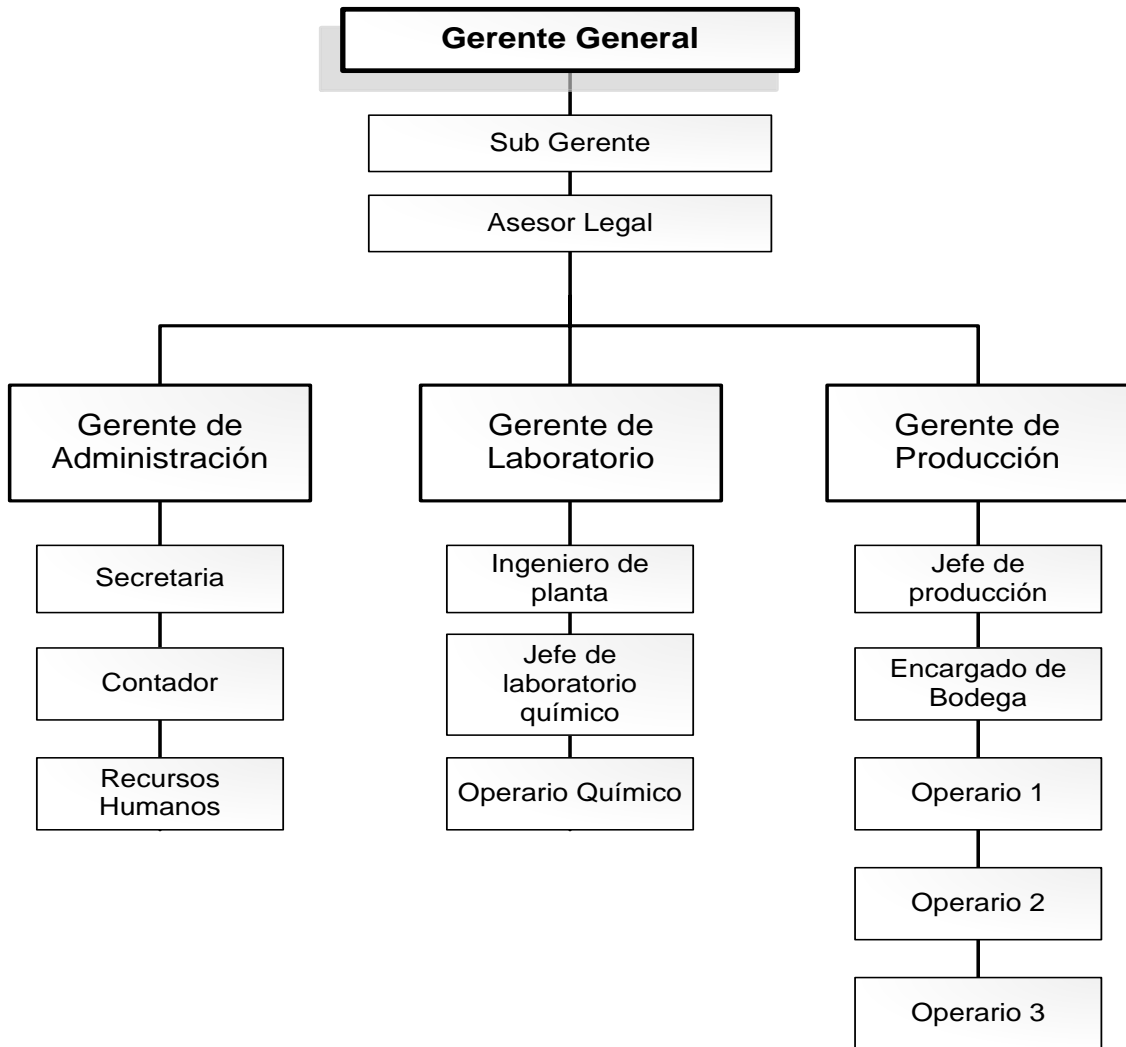 Gerente General
Sub Gerente
Asesor Legal
Gerente de
Administración
Secretaria
Contador
Recursos
Humanos
Gerente de
Laboratorio
Ingeniero de
planta
Jefe de
laboratorio
químico
Operario Químico
Gerente de
Producción
Jefe de
producción
Encargado de
Bodega
Operario 1
Operario 2
Operario 3